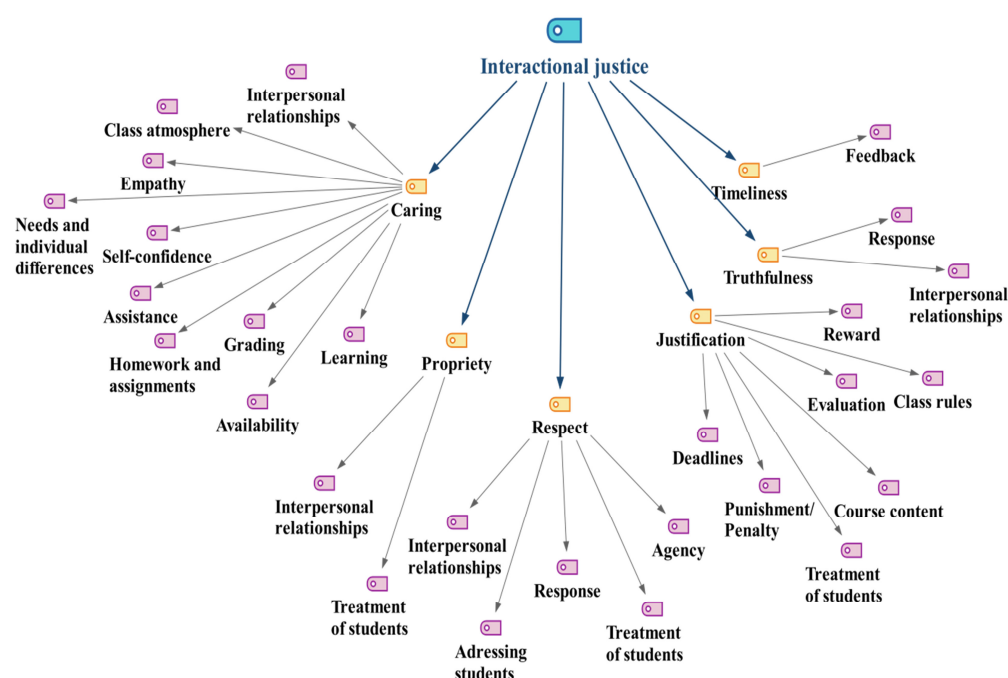 Interactional justice
Interpersonal
relationships
Class atmosphere
Empathy
Needs and
individual
differences
Self-confidence
Assistance
Homework and
assignments
Grading
Availability
Learning
Caring
Propriety
Interpersonal
relationships
Treatment
of students
Respect
Interpersonal
relationships
Adressing
students
Response
Treatment
of students
Agency
Justification
Deadlines
Punishment/
Penalty
Treatment
of students
Course content
Evaluation
Class rules
Reward
Truthfulness
Response
Interpersonal
relationships
Timeliness
Feedback